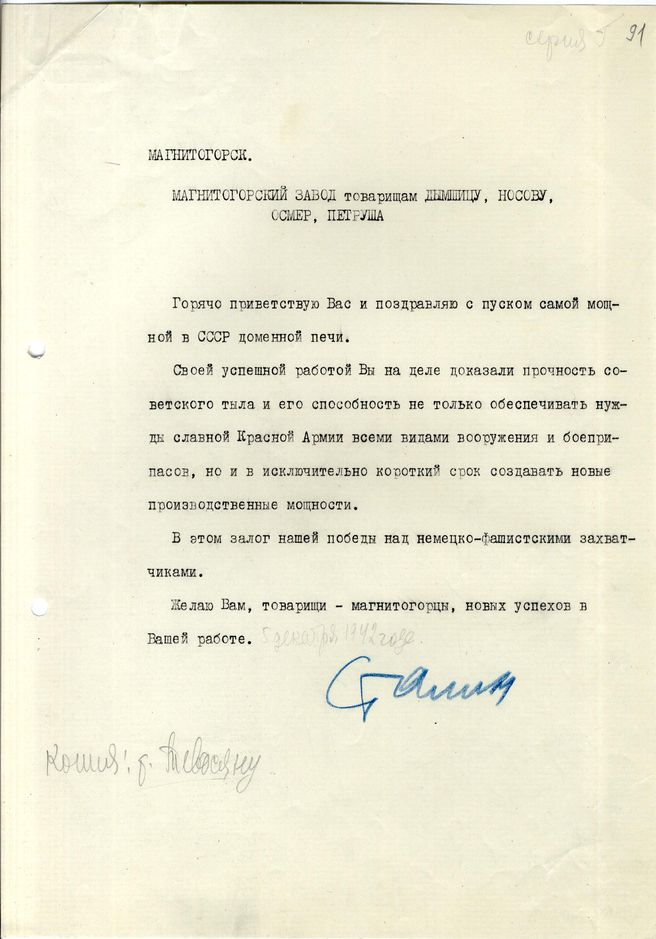 серия Г 91
МАГНИТОГОРСК.
МАГНИТОГОРСКИЙ ЗАВОД товарищам ДЫМШИЦУ, НОСОВУ,
ОСМЕР, ПЕТРУША
Горячо приветствую Вас и поздравляю с пуском самой мощ-
ной в СССР доменной печи.
Своей успешной работой Вы на деле доказали прочность со-
ветского тыла и его способность не только обеспечивать нуж-
ды славной Красной Армии всеми видами вооружения и боепри-
пасов, но и в исключительно короткий срок создавать новые
производственные мощности.
В этом залог нашей победы над немецко-фашистскими захват-
чиками.
Желаю Вам, товарищи - магнитогорцы, новых успехов в
Вашей работе. 5 декабря 1942 года.
Сталин
Копия: т. Тевосяну